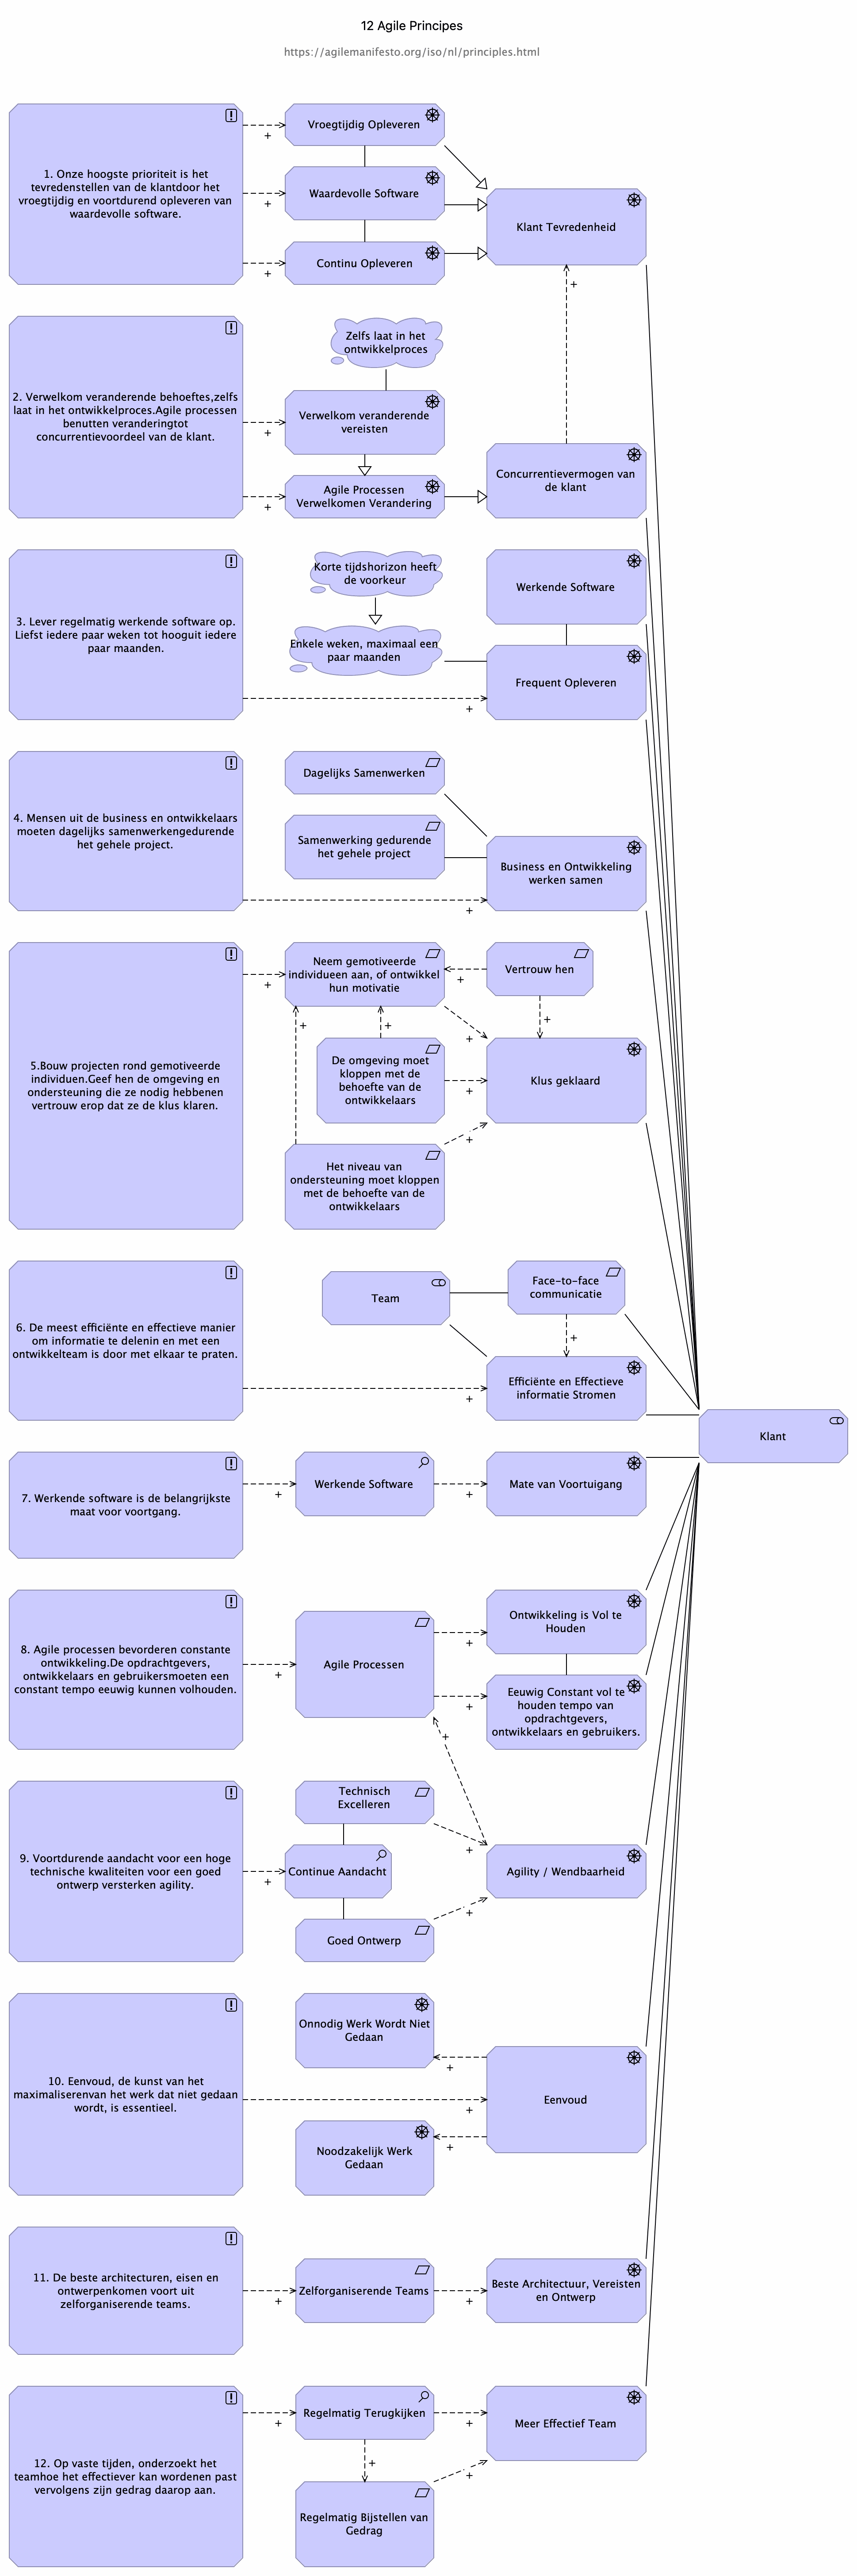 12 Agile Principes
https://agilemanifesto.org/iso/nl/principles.html
1. Onze hoogste prioriteit is het
tevredenstellen van de klantdoor het
vroegtijdig en voortdurend opleveren van
waardevolle software.
+
+
+
Vroegtijdig Opleveren
Waardevolle Software
Continu Opleveren
Klant Tevredenheid
+
2. Verwelkom veranderende behoeftes,zelfs
laat in het ontwikkelproces.Agile processen
benutten veranderingtot
concurrentievoordeel van de klant.
+
+
Zelfs laat in het
ontwikkelproces
Verwelkom veranderende
vereisten
Agile Processen
Verwelkomen Verandering
Concurrentievermogen van
de klant
3. Lever regelmatig werkende software op.
Liefst iedere paar weken tot hooguit iedere
paar maanden.
Korte tijdshorizon heeft
de voorkeur
Enkele weken, maximaal een
paar maanden
Werkende Software
Frequent Opleveren
+
4. Mensen uit de business en ontwikkelaars
moeten dagelijks samenwerkengedurende
het gehele project.
Dagelijks Samenwerken
Samenwerking gedurende
het gehele project
Business en Ontwikkeling
werken samen
+
5.Bouw projecten rond gemotiveerde
individuen.Geef hen de omgeving en
ondersteuning die ze nodig hebbenen
vertrouw erop dat ze de klus klaren.
+
Neem gemotiveerde
individueen aan, of ontwikkel
hun motivatie
+
Vertrouw hen
+
+
+
+
De omgeving moet
kloppen met de
behoefte van de
ontwikkelaars
+
Klus geklaard
+
Het niveau van
ondersteuning moet kloppen
met de behoefte van de
ontwikkelaars
6. De meest efficiënte en effectieve manier
om informatie te delenin en met een
ontwikkelteam is door met elkaar te praten.
Team
Face-to-face
communicatie
+
Efficiënte en Effectieve
informatie Stromen
+
Klant
7. Werkende software is de belangrijkste
maat voor voortgang.
+
Werkende Software
+
Mate van Voortuigang
8. Agile processen bevorderen constante
ontwikkeling.De opdrachtgevers,
ontwikkelaars en gebruikersmoeten een
constant tempo eeuwig kunnen volhouden.
+
Agile Processen
+
+
Ontwikkeling is Vol te
Houden
Eeuwig Constant vol te
houden tempo van
opdrachtgevers,
ontwikkelaars en gebruikers.
+
9. Voortdurende aandacht voor een hoge
technische kwaliteiten voor een goed
ontwerp versterken agility.
+
Technisch
Excelleren
Continue Aandacht
Goed Ontwerp
+
+
Agility / Wendbaarheid
10. Eenvoud, de kunst van het
maximaliserenvan het werk dat niet gedaan
wordt, is essentieel.
Onnodig Werk Wordt Niet
Gedaan
+
+
+
Eenvoud
Noodzakelijk Werk
Gedaan
11. De beste architecturen, eisen en
ontwerpenkomen voort uit
zelforganiserende teams.
+
Zelforganiserende Teams
+
Beste Architectuur, Vereisten
en Ontwerp
12. Op vaste tijden, onderzoekt het
teamhoe het effectiever kan wordenen past
vervolgens zijn gedrag daarop aan.
+
Regelmatig Terugkijken
+
Meer Effectief Team
+
+
Regelmatig Bijstellen van
Gedrag